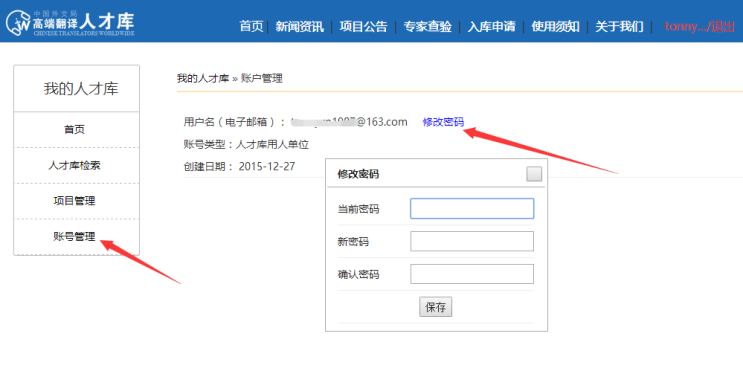 中国外文局
高端翻译人才库
CHINESE TRANSLATORS WORLDWIDE
首页 | 新闻资讯 | 项目公告 | 专家查验 | 入库申请 | 使用须知 | 关于我们 | tonny.../退出
我的人才库
首页
人才库检索
项目管理
账号管理
我的人才库 » 账户管理
用户名（电子邮箱）： @163.com 修改密码
账号类型：人才库用人单位
创建日期： 2015-12-27
修改密码
当前密码
新密码
确认密码
保存